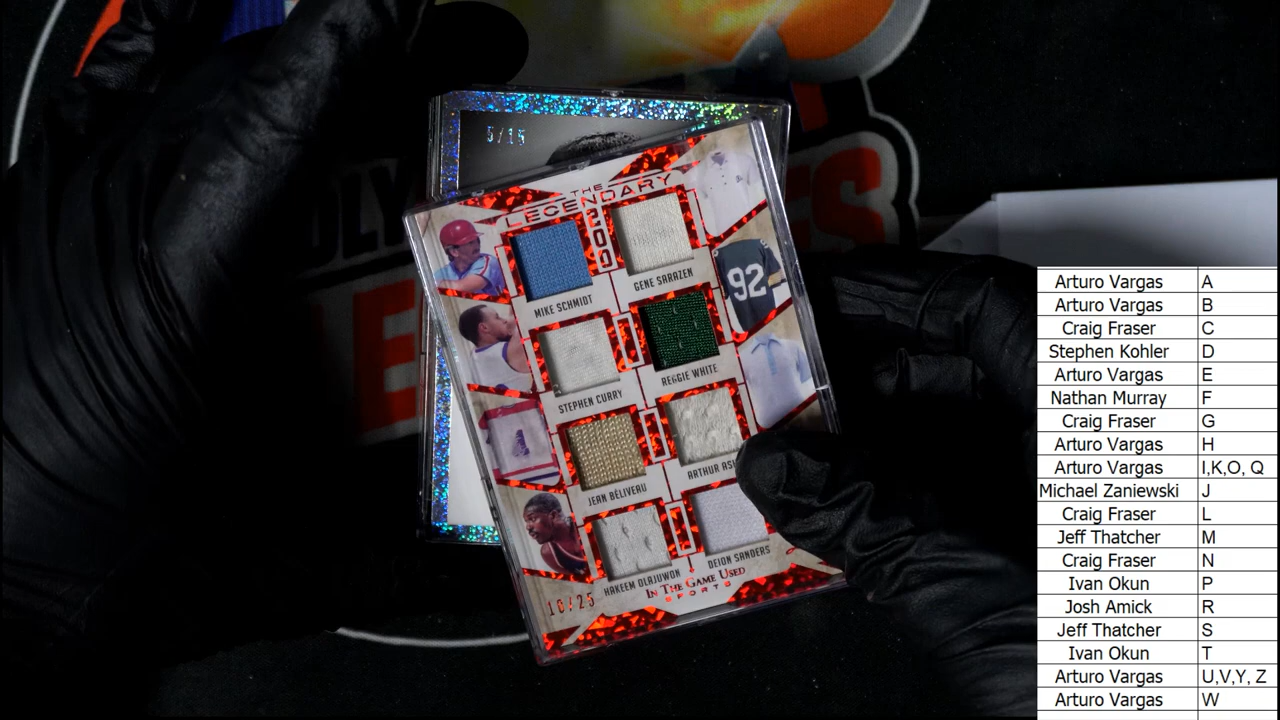 5/15
THE
LEGENDARY
200
MIKE SCHMIDT
GENE SARAZEN
92
STEPHEN CURRY
REGGIE WHITE
JEAN BÉLIVEAU
ARTHUR
HAKEEM OLAJUWON
DEION SANDERS
IN THE GAME USED
SPORTS
10/25
Arturo Vargas A
Arturo Vargas B
Craig Fraser C
Stephen Kohler D
Arturo Vargas E
Nathan Murray F
Craig Fraser G
Arturo Vargas H
Arturo Vargas I,K,O, Q
Michael Zaniewski J
Craig Fraser L
Jeff Thatcher M
Craig Fraser N
Ivan Okun P
Josh Amick R
Jeff Thatcher S
Ivan Okun T
Arturo Vargas U,V,Y, Z
Arturo Vargas W